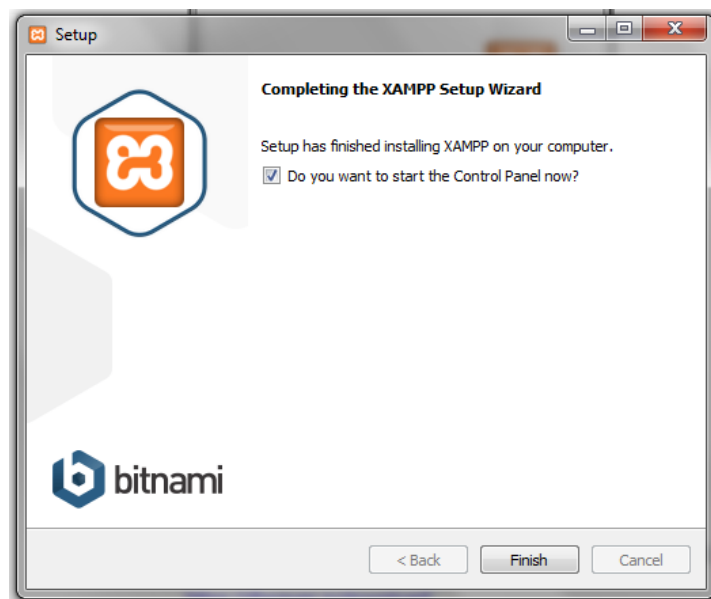 Setup
Completing the XAMPP Setup Wizard
Setup has finished installing XAMPP on your computer.
Do you want to start the Control Panel now?
bitnami
< Back
Finish
Cancel